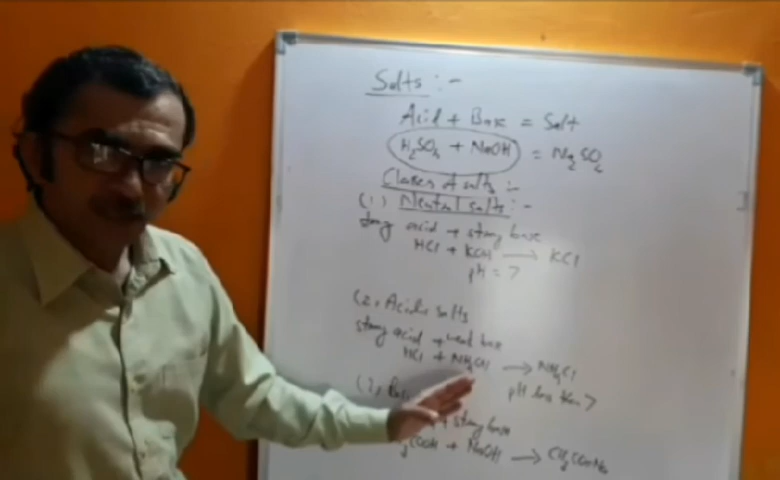 Salts :-
Acid + Base = Salt
H₂SO₄ + NaOH = Na₂SO₄
Classes of salts :-
(1) Neutral salts :-
strong acid + strong base
HCl + KOH → KCl
pH = 7
(2) Acidic salts
strong acid + weak base
HCl + NH₄OH → NH₄Cl
pH less than 7
(3)
+ strong base
COOH + NaOH → CH₃COONa